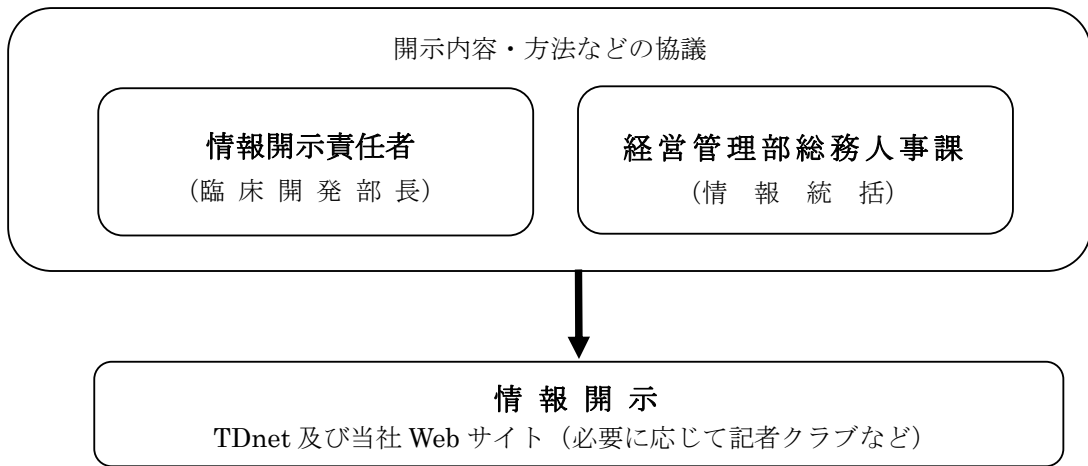 開示内容・方法などの協議
情報開示責任者
（臨床開発部長）
経営管理部総務人事課
（情報統括）
情報開示
TDnet 及び当社 Web サイト（必要に応じて記者クラブなど）